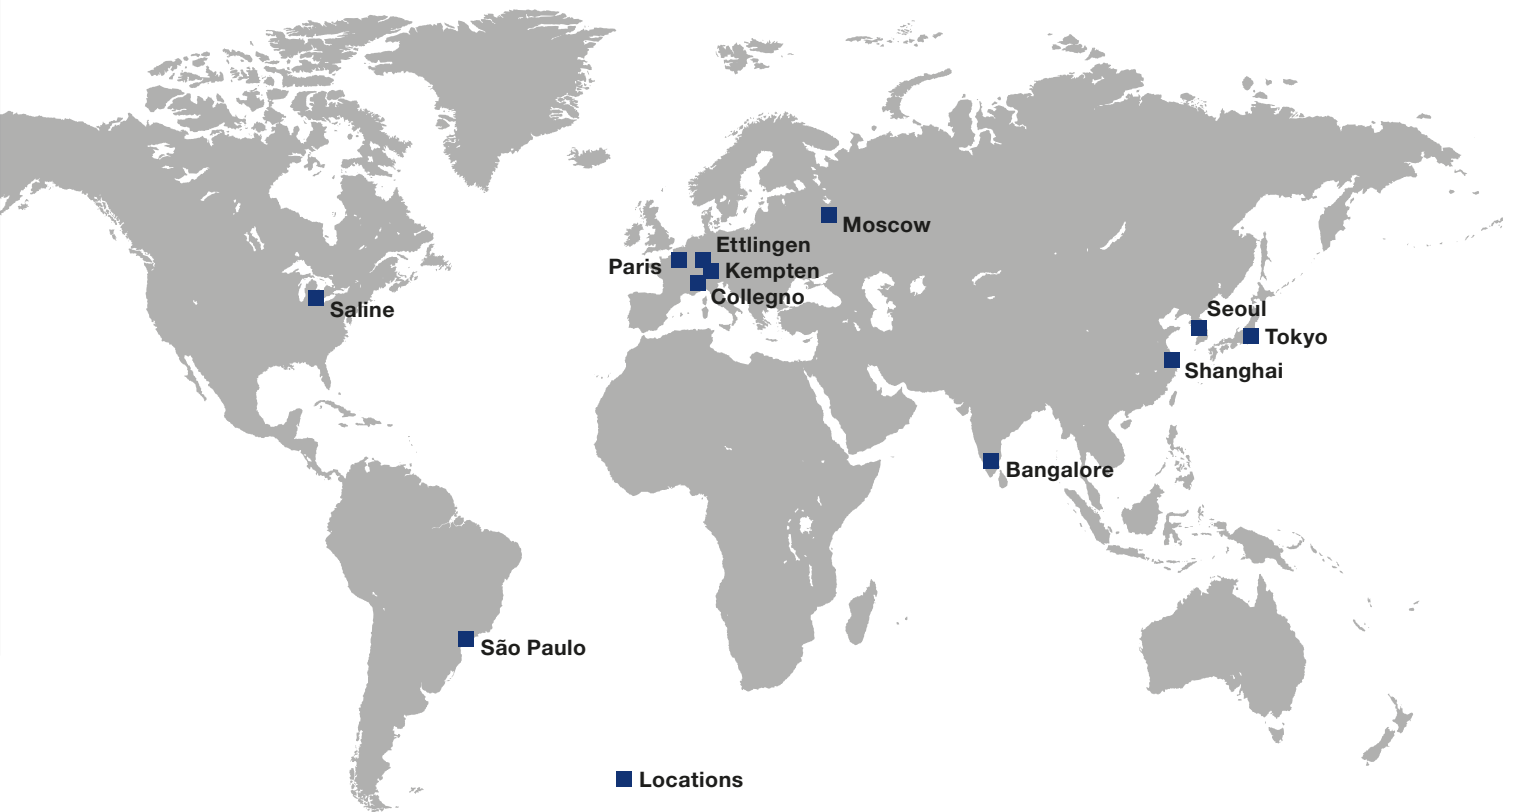 Moscow
Ettlingen
Paris
Kempten
Collegno
Saline
Seoul
Tokyo
Shanghai
Bangalore
São Paulo
Locations